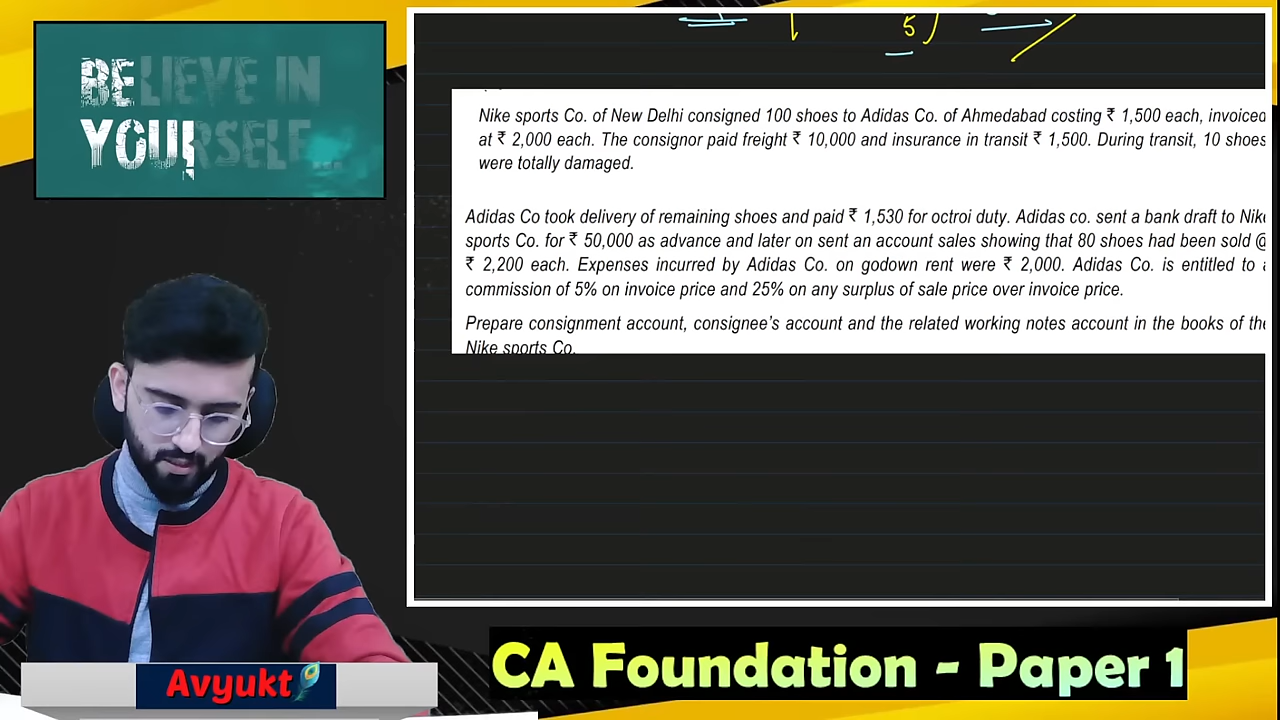 BELIEVE IN
YOURSELF...
5
Nike sports Co. of New Delhi consigned 100 shoes to Adidas Co. of Ahmedabad costing ₹ 1,500 each, invoiced
at ₹ 2,000 each. The consignor paid freight ₹ 10,000 and insurance in transit ₹ 1,500. During transit, 10 shoes
were totally damaged.
Adidas Co took delivery of remaining shoes and paid ₹ 1,530 for octroi duty. Adidas co. sent a bank draft to Nike
sports Co. for ₹ 50,000 as advance and later on sent an account sales showing that 80 shoes had been sold @
₹ 2,200 each. Expenses incurred by Adidas Co. on godown rent were ₹ 2,000. Adidas Co. is entitled to a
commission of 5% on invoice price and 25% on any surplus of sale price over invoice price.
Prepare consignment account, consignee's account and the related working notes account in the books of the
Nike sports Co.
Avyukt
CA Foundation - Paper 1